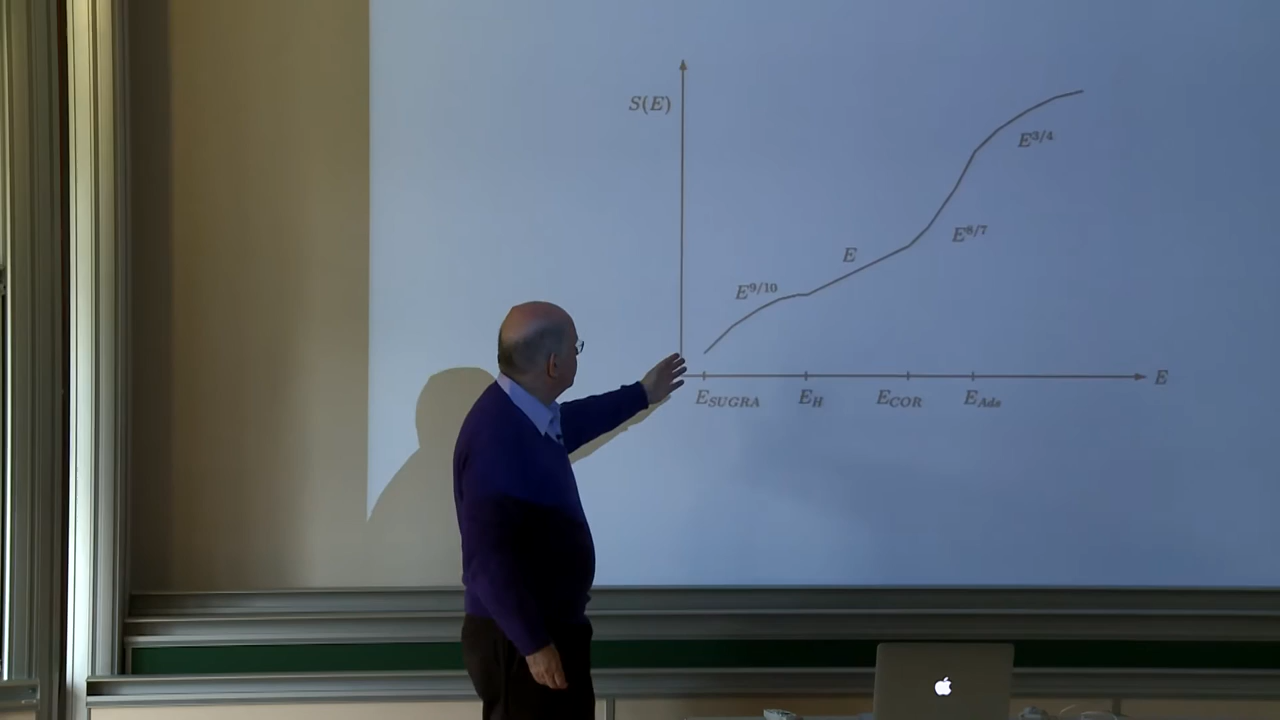 S(E)
E^{3/4}
E^{8/7}
E
E^{9/10}
E
E_{SUGRA} E_H E_{COR} E_{Ads}